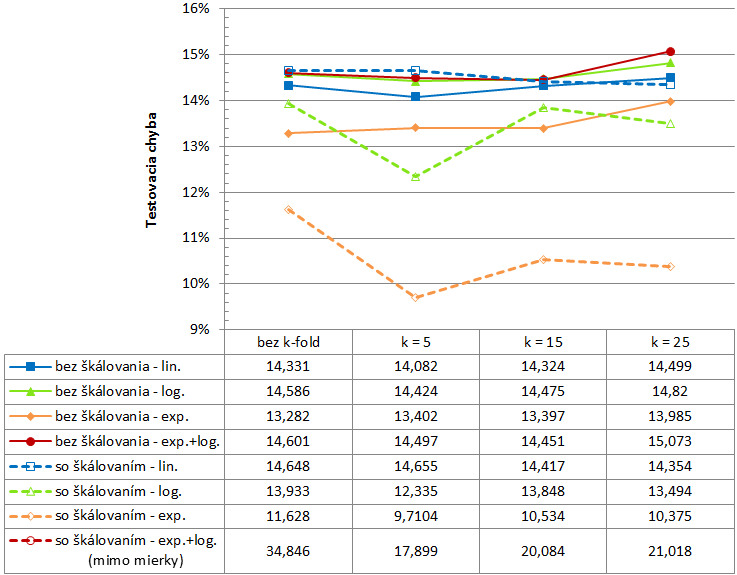 16%
15%
14%
13%
12%
11%
10%
9%
Testovacia chyba
bez k-fold k = 5 k = 15 k = 25
bez škálovania - lin. 14,331 14,082 14,324 14,499
bez škálovania - log. 14,586 14,424 14,475 14,82
bez škálovania - exp. 13,282 13,402 13,397 13,985
bez škálovania - exp.+log. 14,601 14,497 14,451 15,073
so škálovaním - lin. 14,648 14,655 14,417 14,354
so škálovaním - log. 13,933 12,335 13,848 13,494
so škálovaním - exp. 11,628 9,7104 10,534 10,375
so škálovaním - exp.+log.
(mimo mierky) 34,846 17,899 20,084 21,018